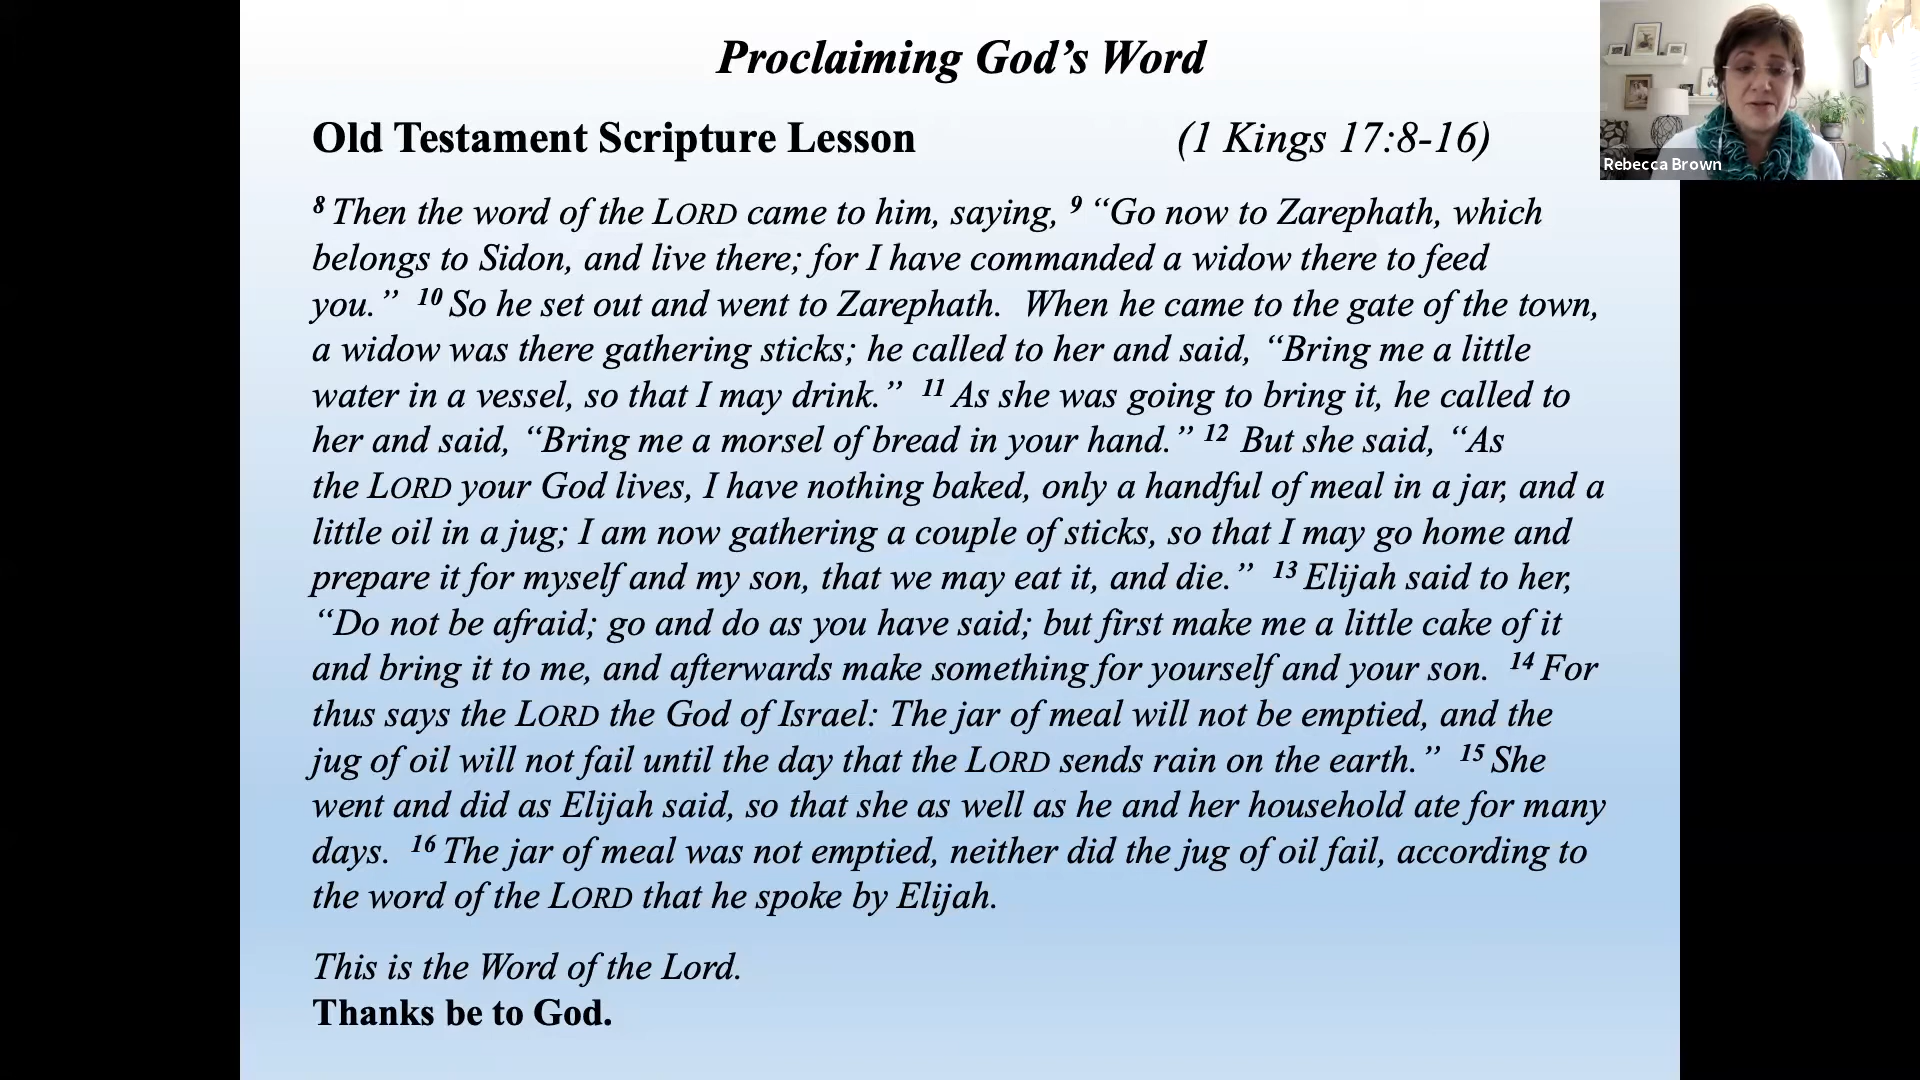 Proclaiming God’s Word
Old Testament Scripture Lesson (1 Kings 17:8-16)
8 Then the word of the LORD came to him, saying, 9 “Go now to Zarephath, which
belongs to Sidon, and live there; for I have commanded a widow there to feed
you.” 10 So he set out and went to Zarephath. When he came to the gate of the town,
a widow was there gathering sticks; he called to her and said, “Bring me a little
water in a vessel, so that I may drink.” 11 As she was going to bring it, he called to
her and said, “Bring me a morsel of bread in your hand.” 12 But she said, “As
the LORD your God lives, I have nothing baked, only a handful of meal in a jar, and a
little oil in a jug; I am now gathering a couple of sticks, so that I may go home and
prepare it for myself and my son, that we may eat it, and die.” 13 Elijah said to her,
“Do not be afraid; go and do as you have said; but first make me a little cake of it
and bring it to me, and afterwards make something for yourself and your son. 14 For
thus says the LORD the God of Israel: The jar of meal will not be emptied, and the
jug of oil will not fail until the day that the LORD sends rain on the earth.” 15 She
went and did as Elijah said, so that she as well as he and her household ate for many
days. 16 The jar of meal was not emptied, neither did the jug of oil fail, according to
the word of the LORD that he spoke by Elijah.
This is the Word of the Lord.
Thanks be to God.
Rebecca Brown